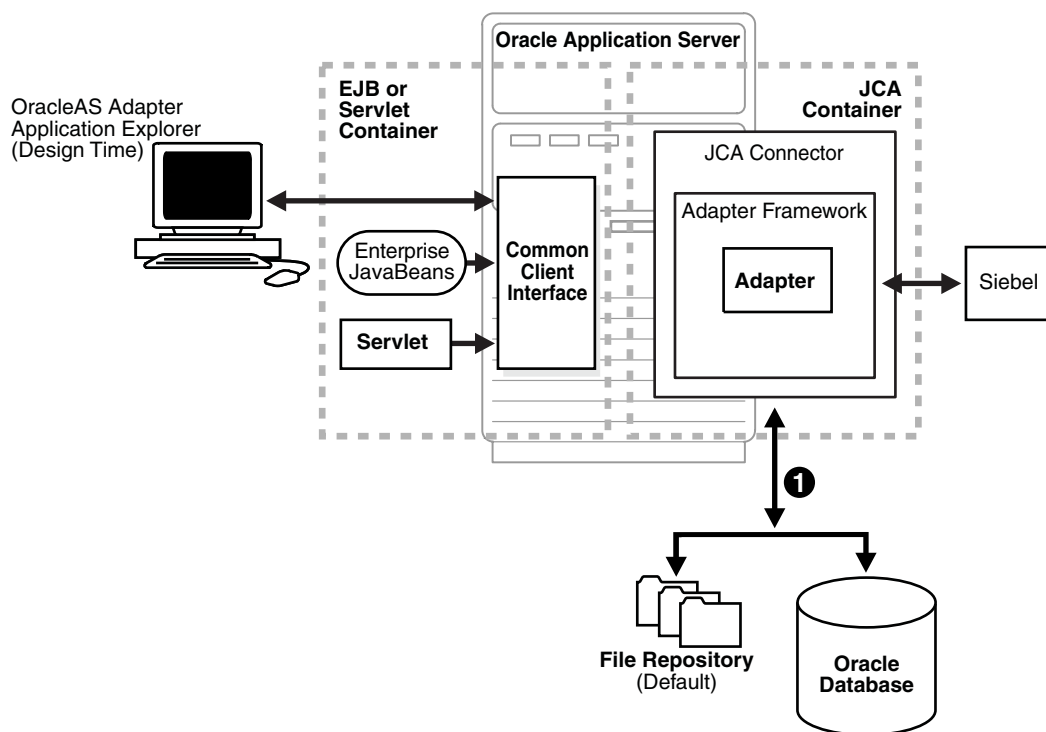 Oracle Application Server
EJB or
Servlet
Container
JCA
Container
OracleAS Adapter
Application Explorer
(Design Time)
JCA Connector
Adapter Framework
Adapter
Enterprise
JavaBeans
Common
Client
Interface
Servlet
Siebel
1
File Repository
(Default)
Oracle
Database